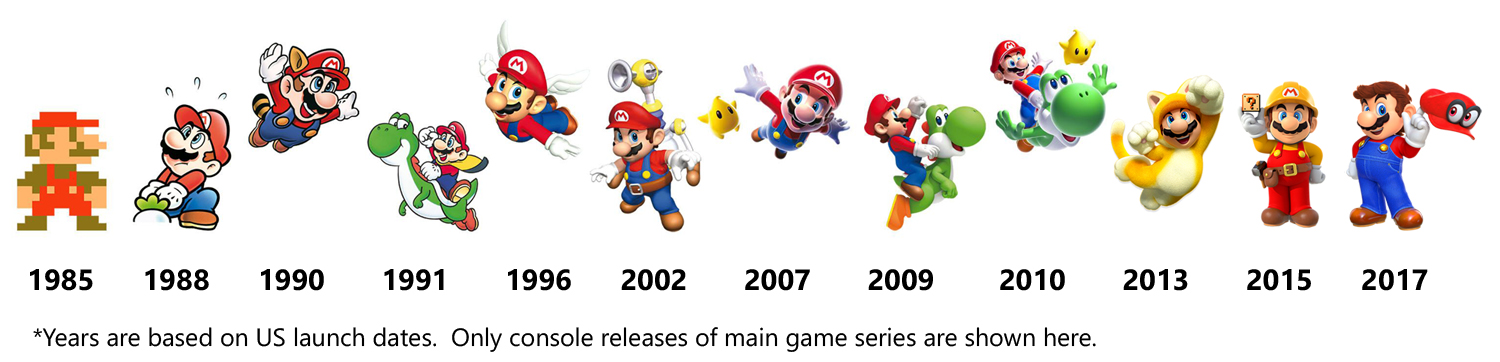 1985 1988 1990 1991 1996 2002 2007 2009 2010 2013 2015 2017
*Years are based on US launch dates.  Only console releases of main game series are shown here.